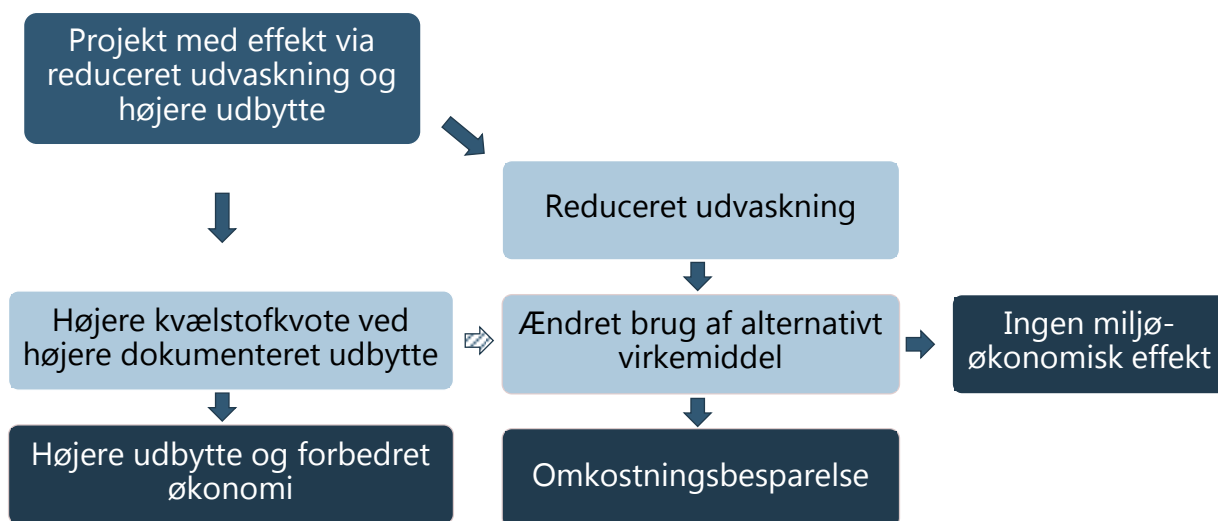 Projekt med effekt via
reduceret udvaskning og
højere udbytte
Reduceret udvaskning
Højere kvælstofkvote ved
højere dokumenteret udbytte
Ændret brug af alternativt
virkemiddel
Ingen miljø-
økonomisk effekt
Højere udbytte og forbedret
økonomi
Omkostningsbesparelse